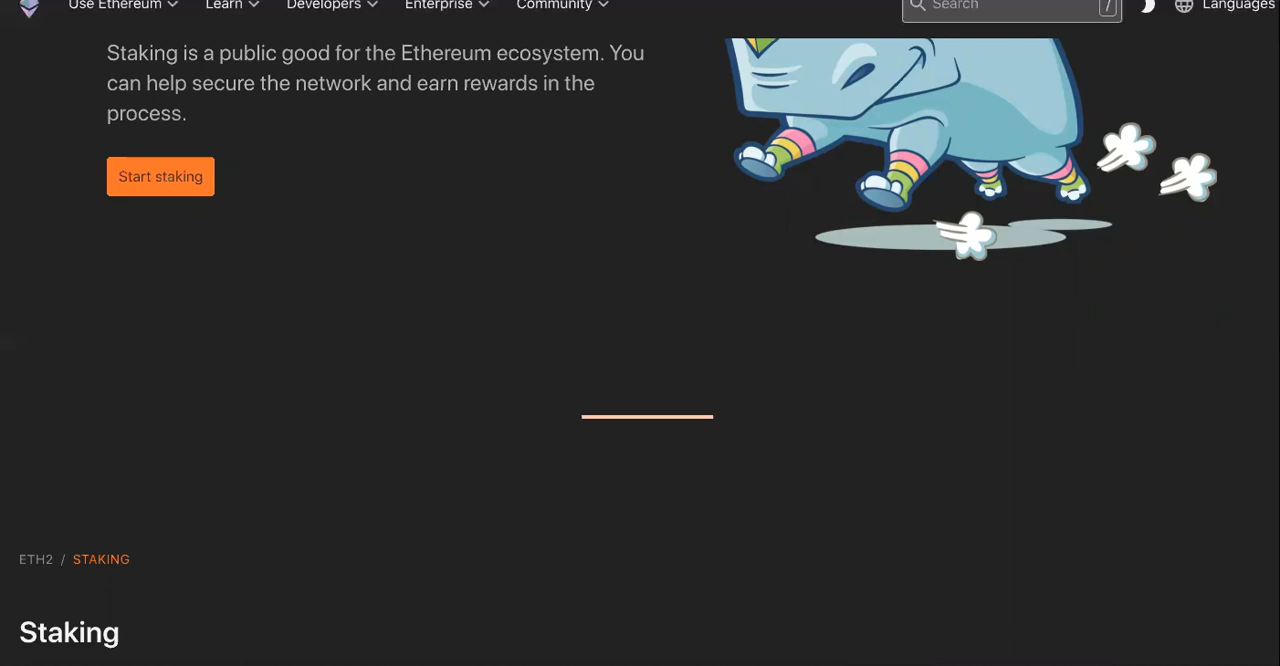 Use Ethereum Learn Developers Enterprise Community Search / Languages
Staking is a public good for the Ethereum ecosystem. You
can help secure the network and earn rewards in the
process.
Start staking
ETH2 / STAKING
Staking